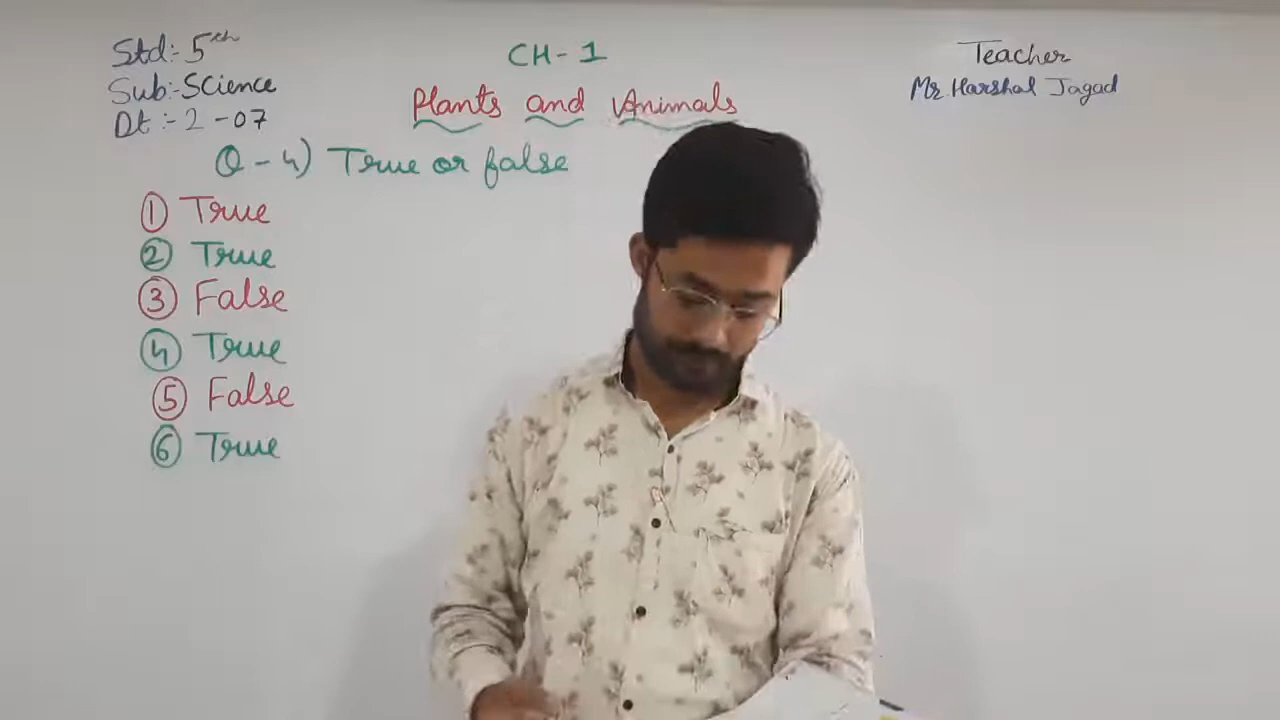 Std:- 5th
Sub:- Science
Dt :- 2 - 07
CH - 1
Plants and Animals
Teacher
Mr Harshal Jagad
Q - 4) True or false
① True
② True
③ False
④ True
⑤ False
⑥ True